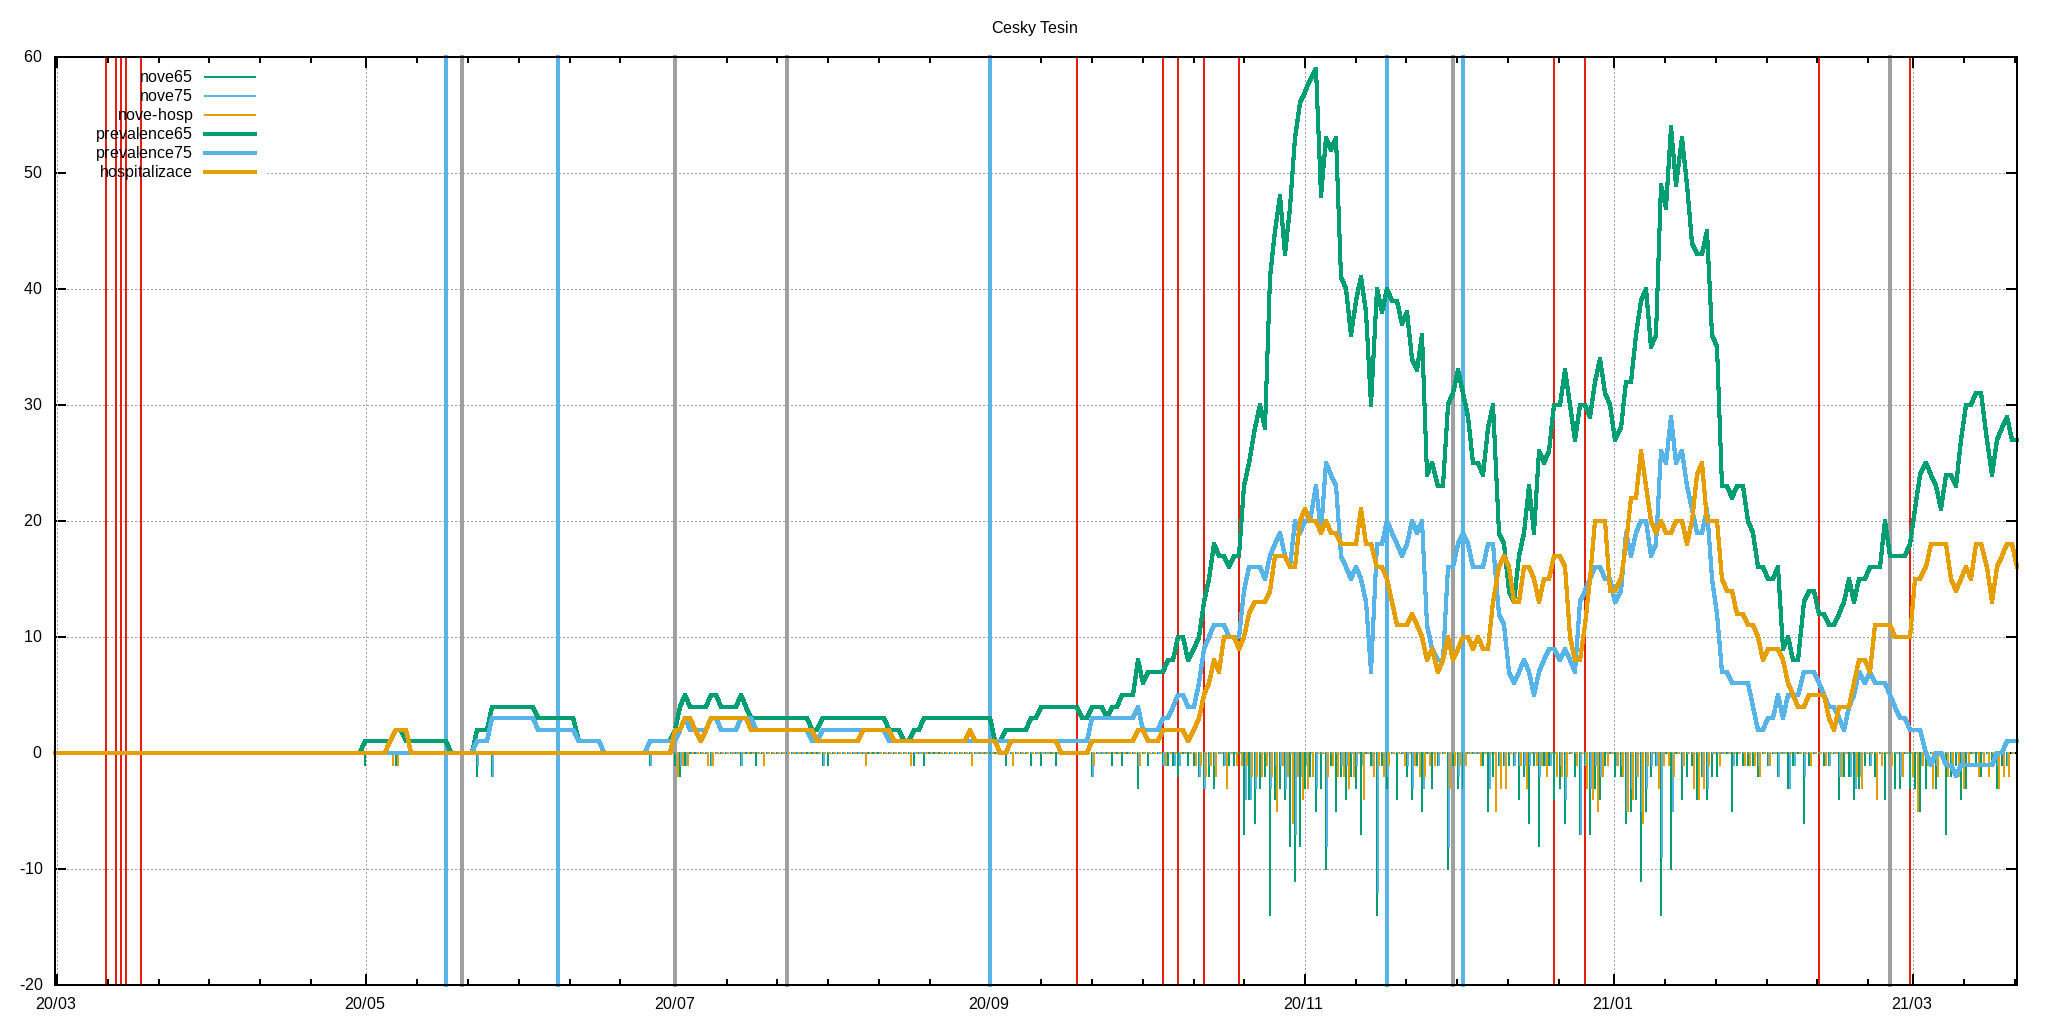 Cesky Tesin
60
50
40
30
20
10
0
-10
-20
nove65
nove75
nove-hosp
prevalence65
prevalence75
hospitalizace
20/03 20/05 20/07 20/09 20/11 21/01 21/03